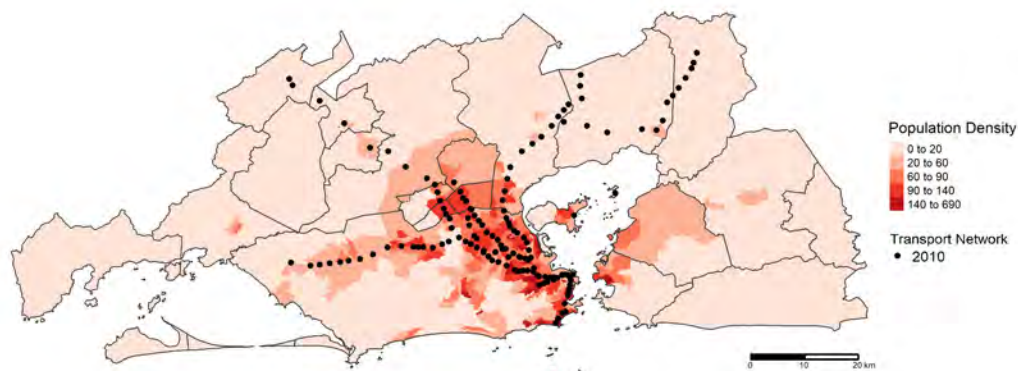 Population Density
0 to 20
20 to 60
60 to 90
90 to 140
140 to 690
Transport Network
2010
0 10 20 km